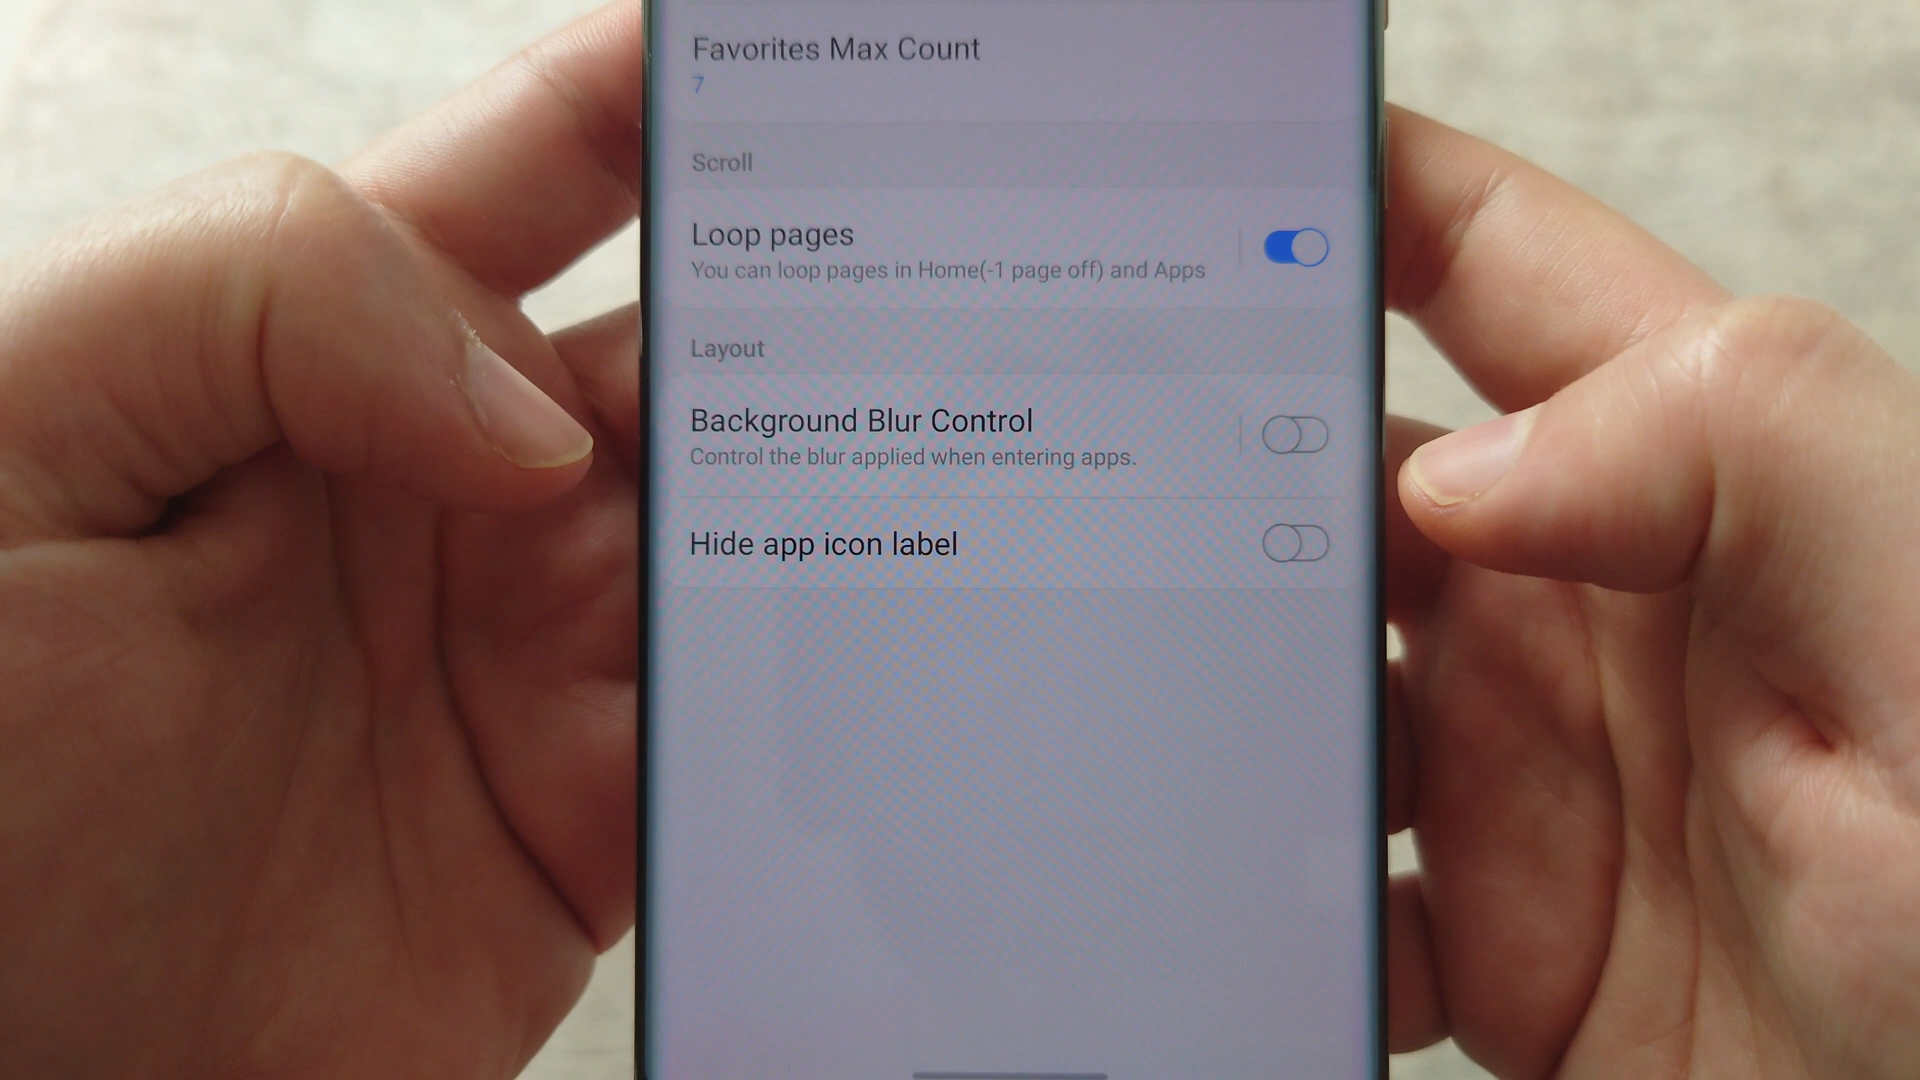 Favorites Max Count
7
Scroll
Loop pages
You can loop pages in Home(-1 page off) and Apps
Layout
Background Blur Control
Control the blur applied when entering apps.
Hide app icon label